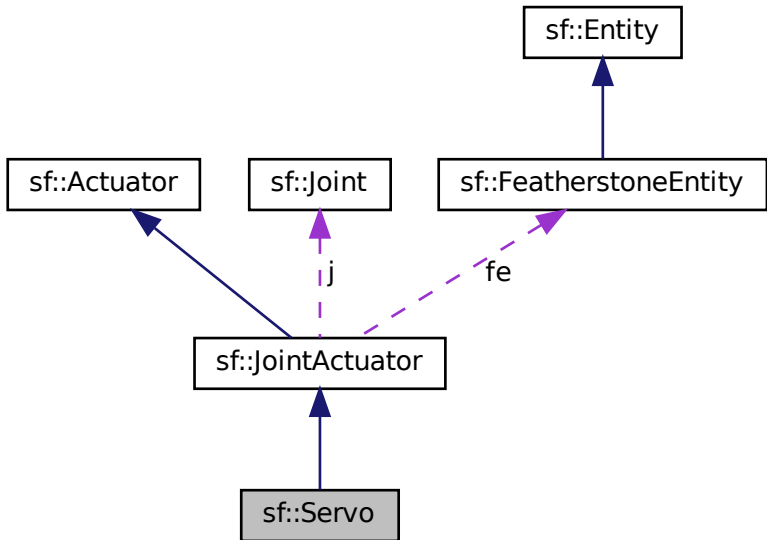 sf::Entity
sf::Actuator
sf::Joint
sf::FeatherstoneEntity
j
fe
sf::JointActuator
sf::Servo